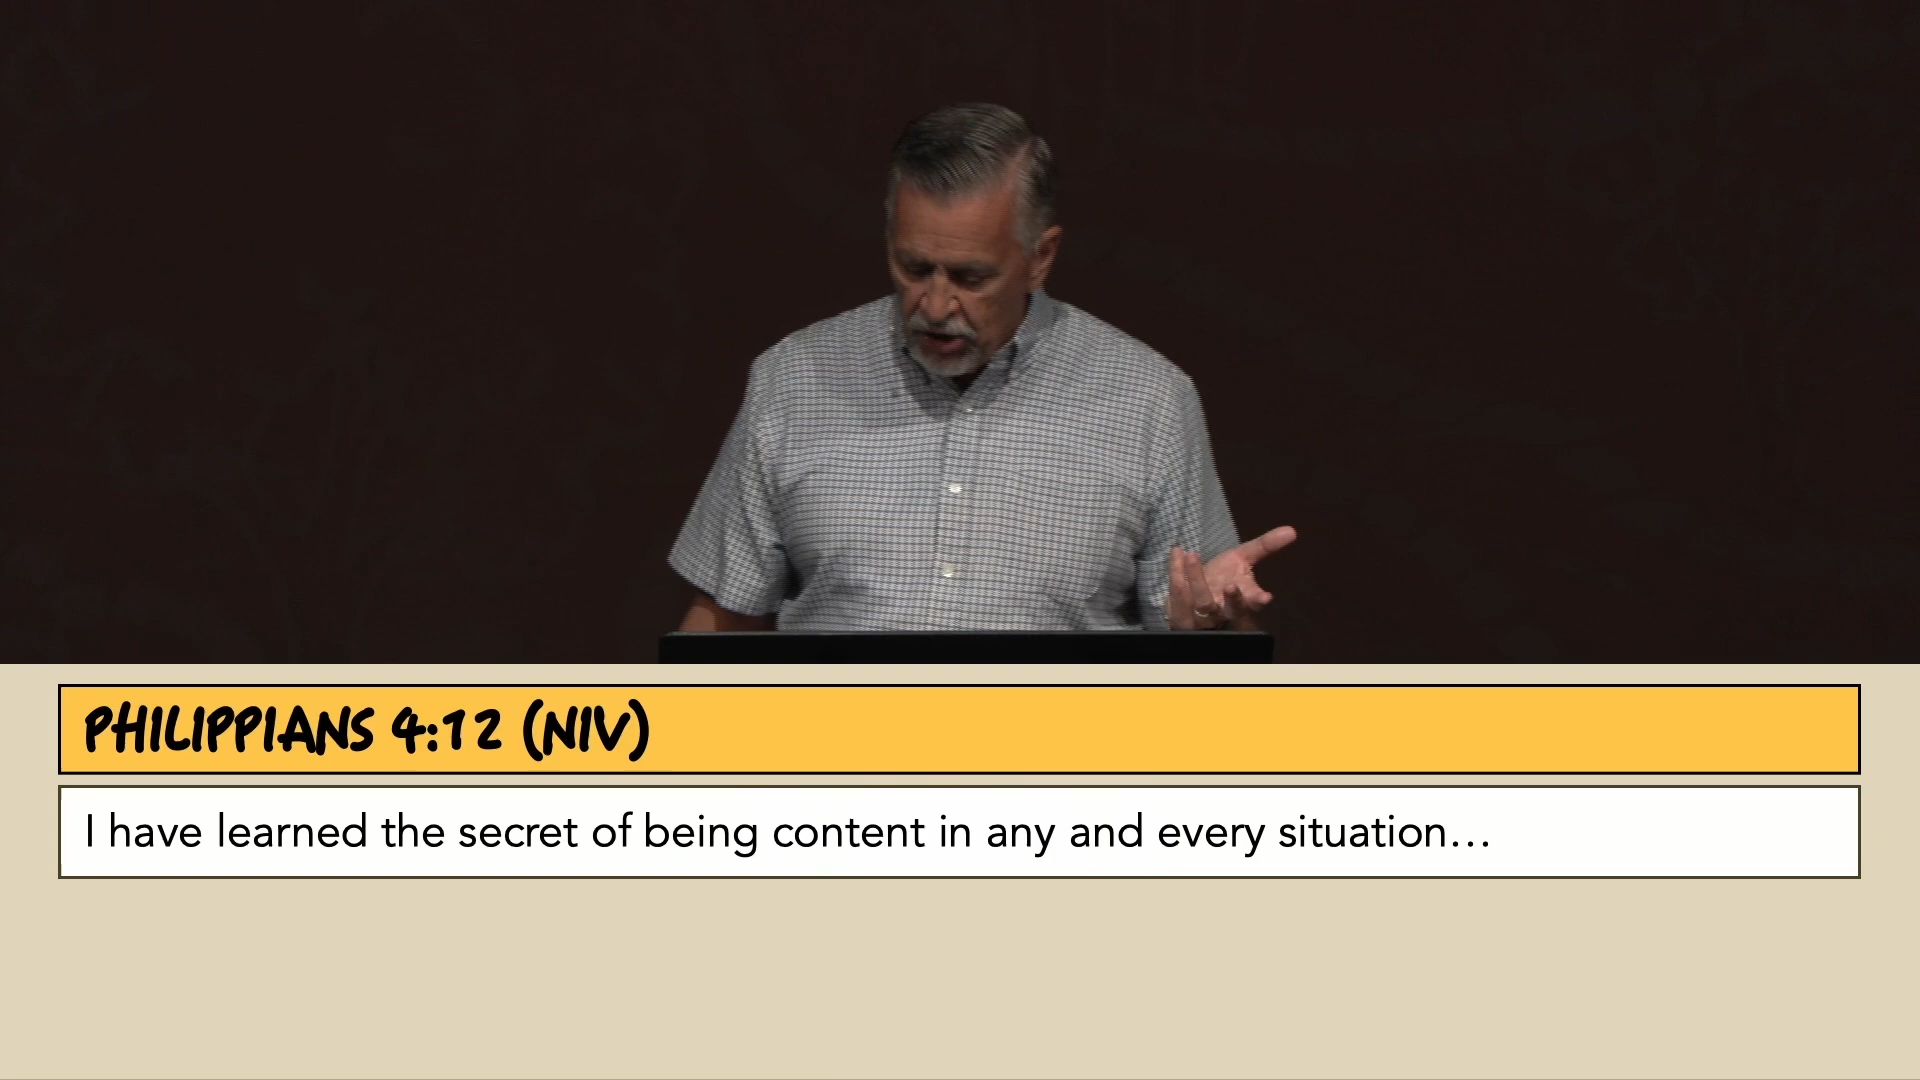 PHILIPPIANS 4:12 (NIV)
I have learned the secret of being content in any and every situation…